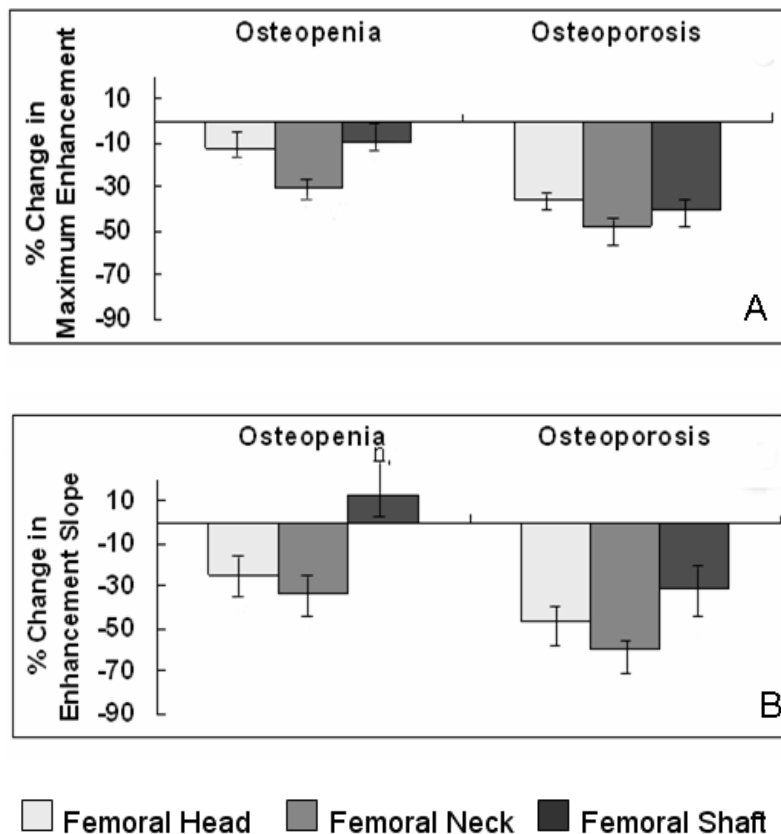 Osteopenia Osteoporosis
% Change in
Maximum Enhancement
10
-10
-30
-50
-70
-90
A
Osteopenia Osteoporosis
n.
% Change in
Enhancement Slope
10
-10
-30
-50
-70
-90
B
Femoral Head Femoral Neck Femoral Shaft